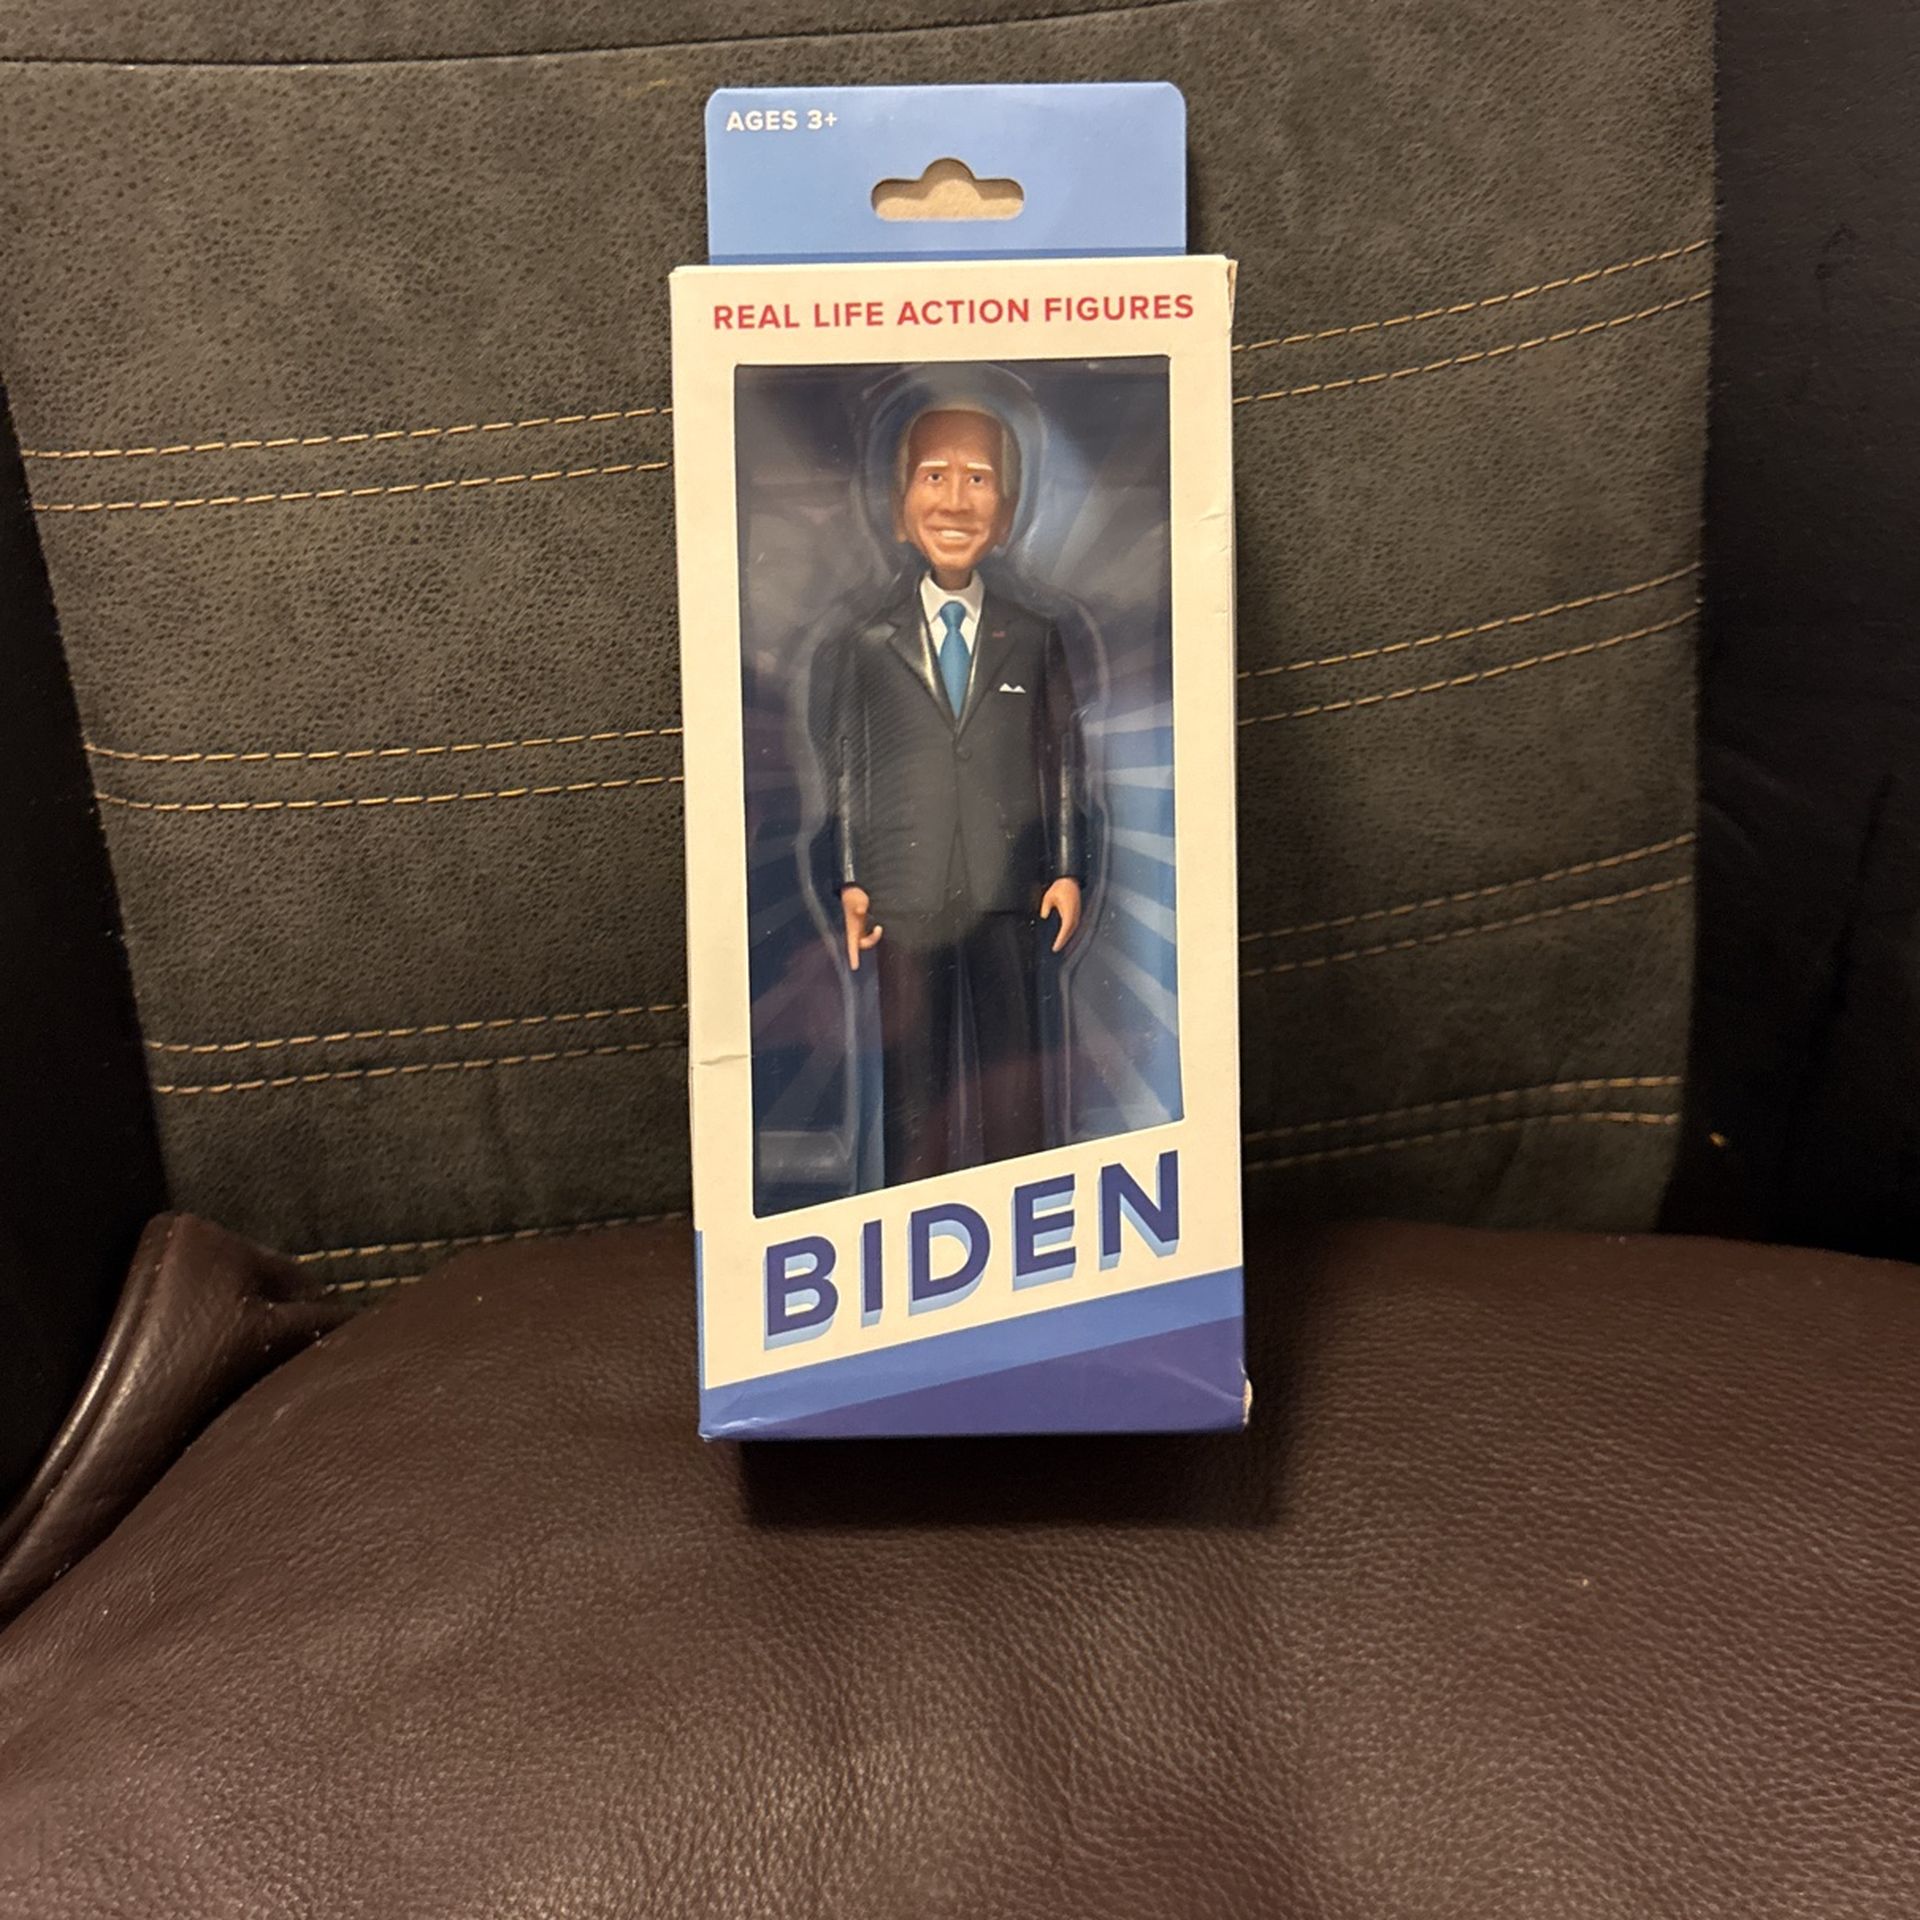 AGES 3+
REAL LIFE ACTION FIGURES
BIDEN